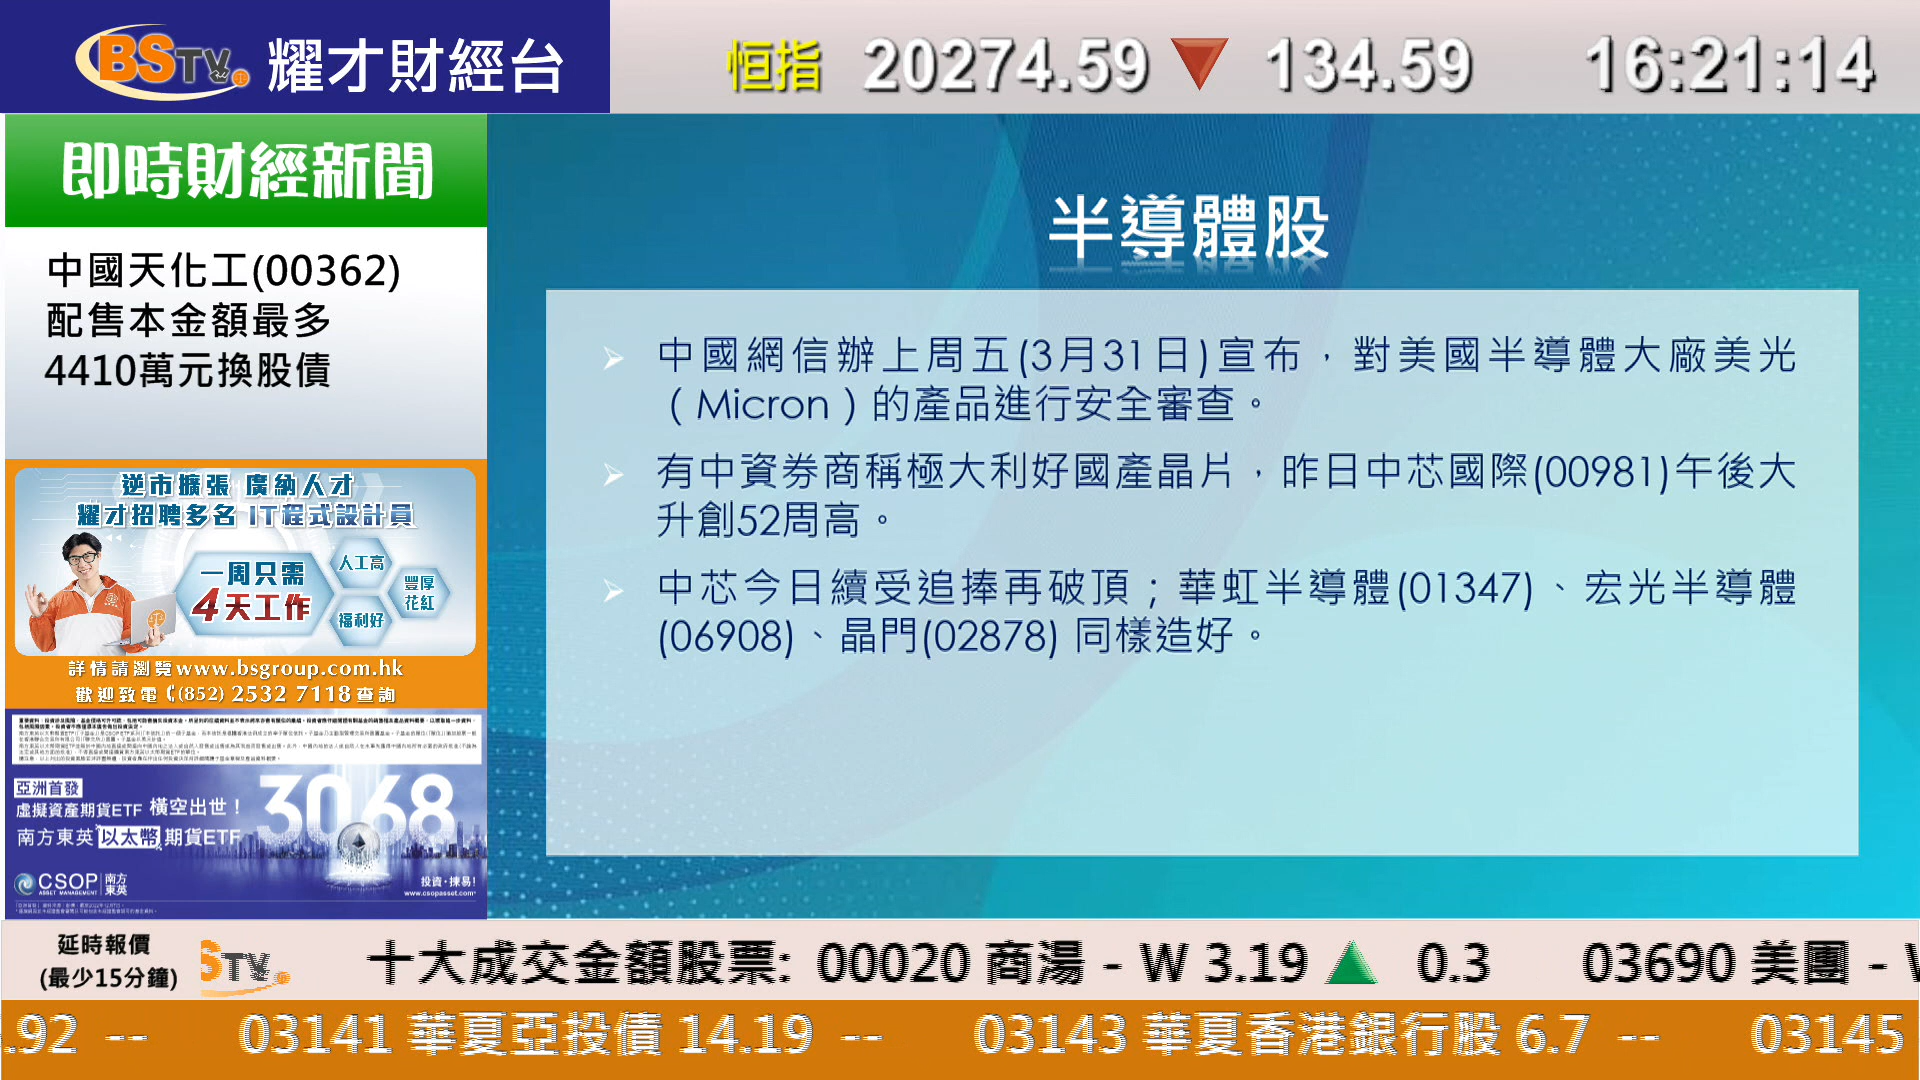 BSTV 耀才財經台
恒指 20274.59 134.59 16:21:14
即時財經新聞
中國天化工(00362)
配售本金額最多
4410萬元換股債
半導體股
中國網信辦上周五(3月31日)宣布，對美國半導體大廠美光
（Micron）的產品進行安全審查。
有中資券商稱極大利好國產晶片，昨日中芯國際(00981)午後大
升創52周高。
中芯今日續受追捧再破頂；華虹半導體(01347)、宏光半導體
(06908)、晶門(02878) 同樣造好。
逆市擴張 廣納人才
耀才招聘多名 IT程式設計員
一周只需
4天工作
人工高
豐厚
花紅
福利好
詳情請瀏覽www.bsgroup.com.hk
歡迎致電 (852) 2532 7118查詢
亞洲首發
虛擬資產期貨ETF 橫空出世！
南方東英 以太幣 期貨ETF
3068
CSOP 南方東英
ASSET MANAGEMENT
投資·揀易!
www.csopasset.com
延時報價
(最少15分鐘)
STV
十大成交金額股票: 00020 商湯 - W 3.19 0.3 03690 美團 -
.92 -- 03141 華夏亞投債 14.19 -- 03143 華夏香港銀行股 6.7 -- 03145